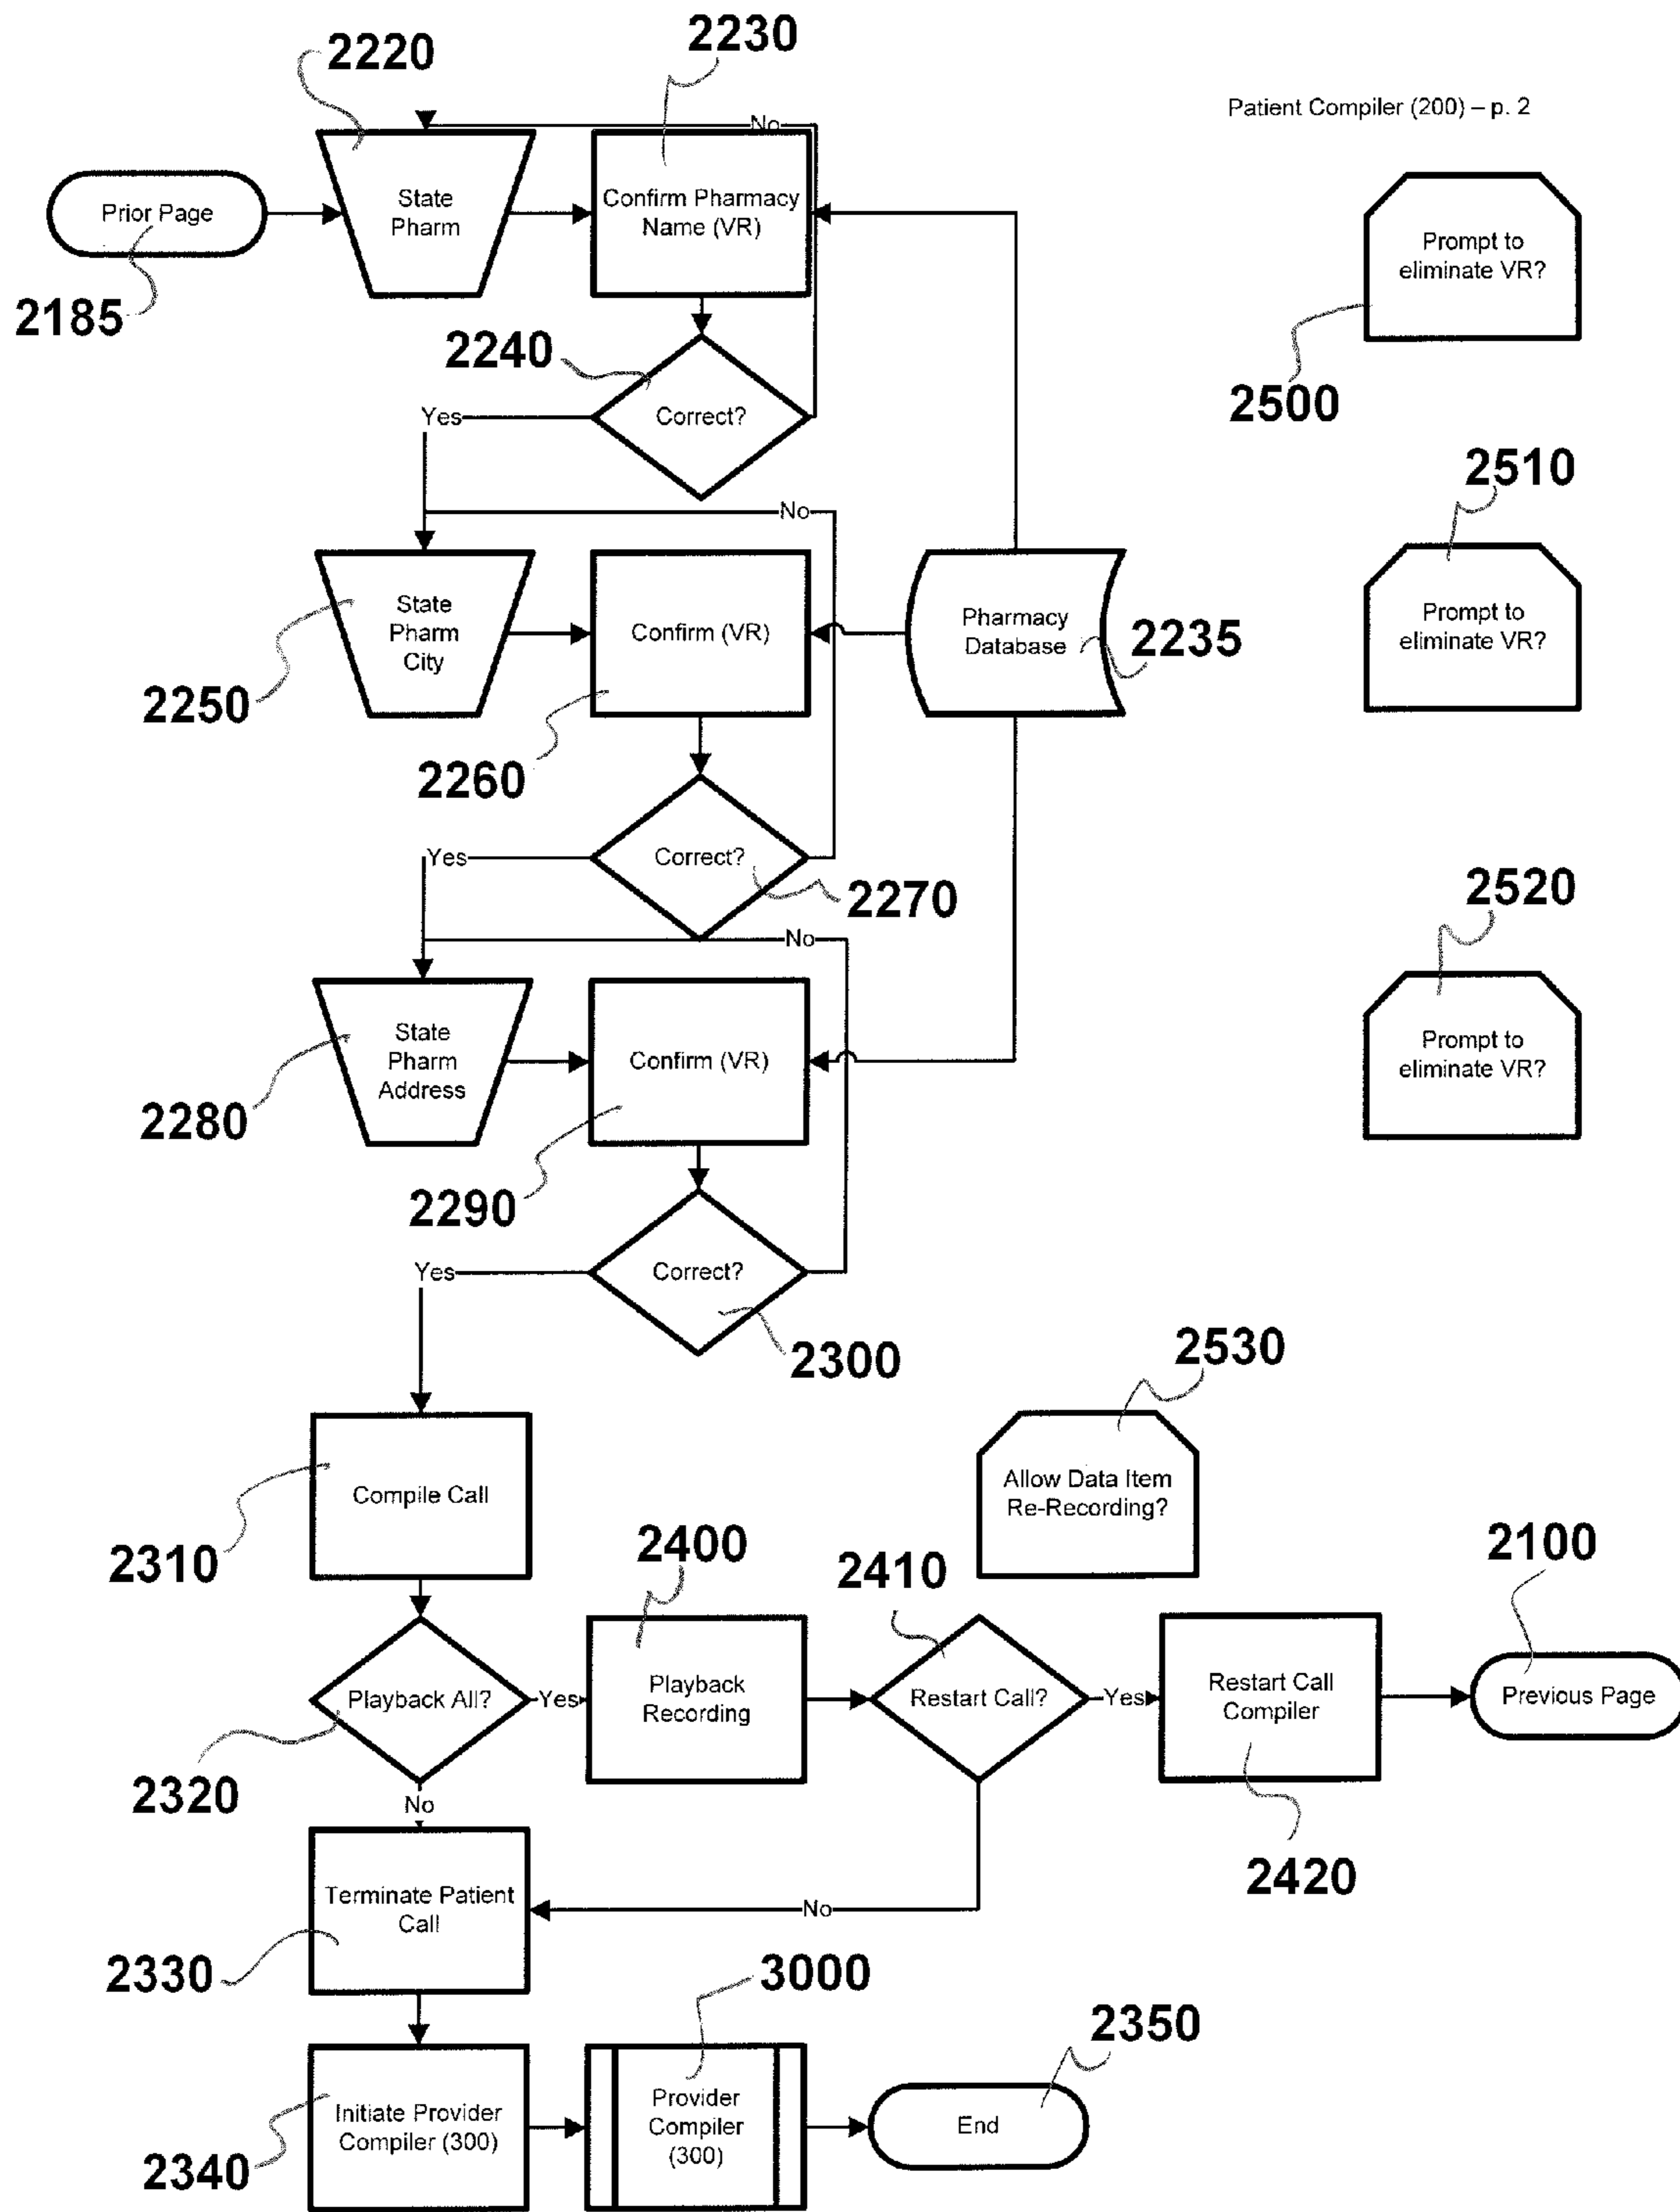 2230
2220
Patient Compiler (200) – p. 2
No
Prior Page
State
Pharm
Confirm Pharmacy
Name (VR)
Prompt to
eliminate VR?
2185
2240
2500
Yes
Correct?
2510
No
State
Pharm
City
Confirm (VR)
Pharmacy
Database
2235
Prompt to
eliminate VR?
2250
2260
Yes
Correct?
2270
2520
No
State
Pharm
Address
Confirm (VR)
Prompt to
eliminate VR?
2280
2290
Yes
Correct?
2300
2530
Compile Call
Allow Data Item
Re-Recording?
2310
2400
2410
2100
Playback All?
Yes
Playback
Recording
Restart Call?
Yes
Restart Call
Compiler
Previous Page
2320
No
2420
Terminate Patient
Call
No
2330
3000
2350
Initiate Provider
Compiler (300)
Provider
Compiler
(300)
End
2340